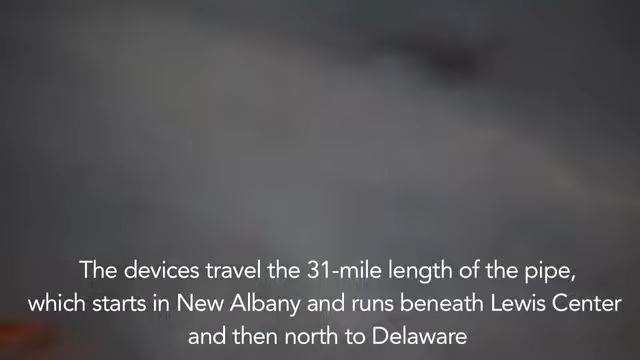 The devices travel the 31-mile length of the pipe,
which starts in New Albany and runs beneath Lewis Center
and then north to Delaware